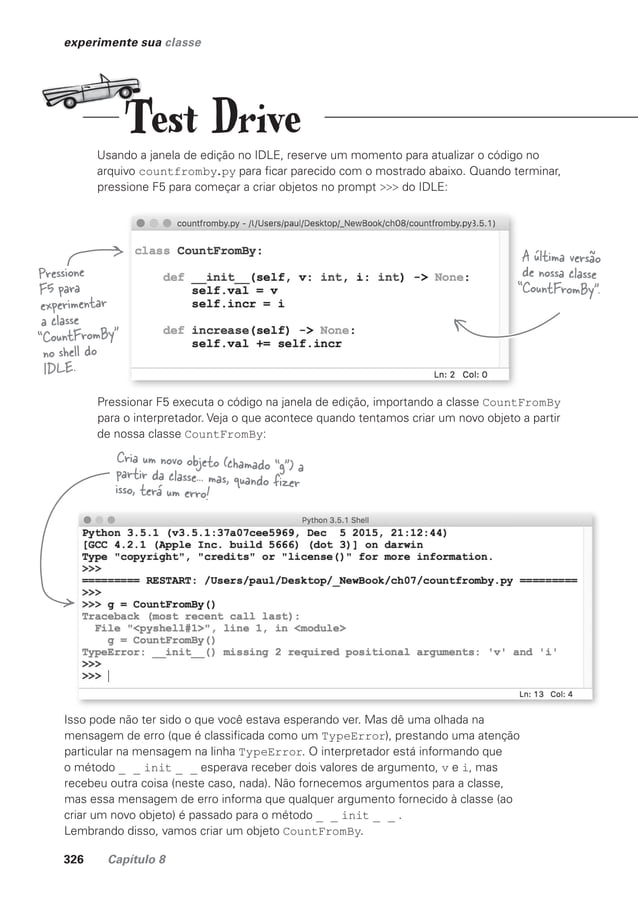 experimente sua classe
Test Drive
Usando a janela de edição no IDLE, reserve um momento para atualizar o código no
arquivo countfromby.py para ficar parecido com o mostrado abaixo. Quando terminar,
pressione F5 para começar a criar objetos no prompt >>> do IDLE:
countfromby.py - /Users/paul/Desktop/_NewBook/ch08/countfromby.py3.5.1)
class CountFromBy:
def __init__(self, v: int, i: int) -> None:
self.val = v
self.incr = i
def increase(self) -> None:
self.val += self.incr
Ln: 2 Col: 0
Pressione
F5 para
experimentar
a classe
"CountFromBy"
no shell do
IDLE.
A última versão
de nossa classe
"CountFromBy".
Pressionar F5 executa o código na janela de edição, importando a classe CountFromBy
para o interpretador. Veja o que acontece quando tentamos criar um novo objeto a partir
de nossa classe CountFromBy:
Cria um novo objeto (chamado "g") a
partir da classe... mas, quando fizer
isso, terá um erro!
Python 3.5.1 Shell
Python 3.5.1 (v3.5.1:37a07cee5969, Dec  5 2015, 21:12:44)
[GCC 4.2.1 (Apple Inc. build 5666) (dot 3)] on darwin
Type "copyright", "credits" or "license()" for more information.
>>>
========= RESTART: /Users/paul/Desktop/_NewBook/ch07/countfromby.py =========
>>>
>>> g = CountFromBy()
Traceback (most recent call last):
File "<pyshell#1>", line 1, in <module>
g = CountFromBy()
TypeError: __init__() missing 2 required positional arguments: 'v' and 'i'
>>>
>>>
Ln: 13 Col: 4
Isso pode não ter sido o que você estava esperando ver. Mas dê uma olhada na
mensagem de erro (que é classificada como um TypeError), prestando uma atenção
particular na mensagem na linha TypeError. O interpretador está informando que
o método _ _ init _ _ esperava receber dois valores de argumento, v e i, mas
recebeu outra coisa (neste caso, nada). Não fornecemos argumentos para a classe,
mas essa mensagem de erro informa que qualquer argumento fornecido à classe (ao
criar um novo objeto) é passado para o método _ _ init _ _ .
Lembrando disso, vamos criar um objeto CountFromBy.
326 Capítulo 8